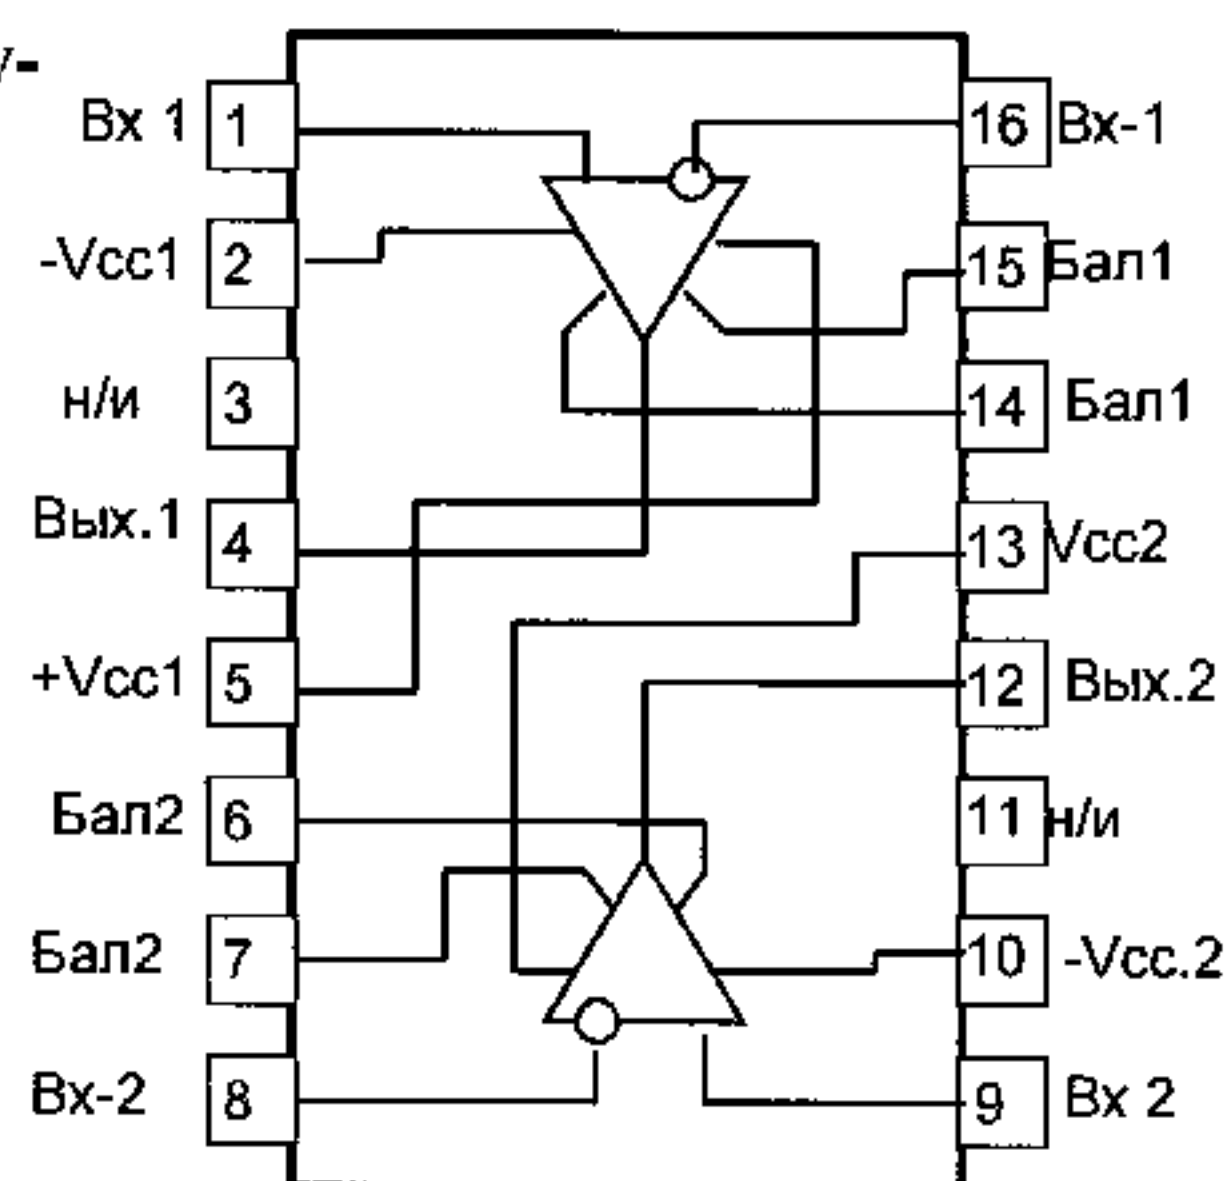 у-
Вх 1 1 16 Вх-1
-Vcc1 2 15 Бал1
н/и 3 14 Бал1
Вых.1 4 13 Vcc2
+Vcc1 5 12 Вых.2
Бал2 6 11 н/и
Бал2 7 10 -Vcc.2
Вх-2 8 9 Вх 2